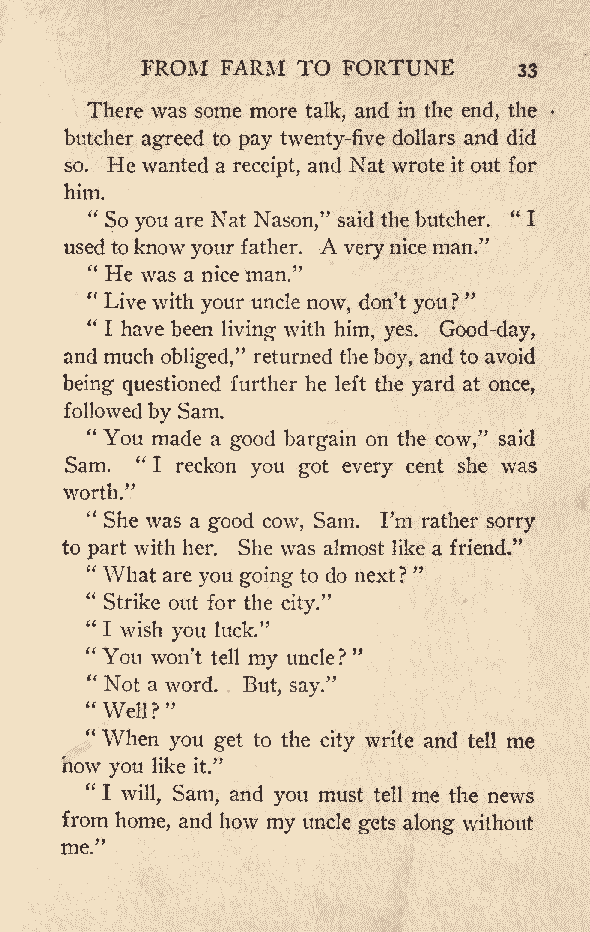 FROM FARM TO FORTUNE 33
There was some more talk, and in the end, the
butcher agreed to pay twenty-five dollars and did
so. He wanted a receipt, and Nat wrote it out for
him.
“ So you are Nat Nason,” said the butcher. “ I
used to know your father. A very nice man.”
“ He was a nice man.”
“ Live with your uncle now, don’t you? ”
“ I have been living with him, yes. Good-day,
and much obliged,” returned the boy, and to avoid
being questioned further he left the yard at once,
followed by Sam.
“ You made a good bargain on the cow,” said
Sam. “ I reckon you got every cent she was
worth.”
“ She was a good cow, Sam. I’m rather sorry
to part with her. She was almost like a friend.”
“ What are you going to do next? ”
“ Strike out for the city.”
“ I wish you luck.”
“ You won’t tell my uncle? ”
“ Not a word. But, say.”
“ Well? ”
“ When you get to the city write and tell me
how you like it.”
“ I will, Sam, and you must tell me the news
from home, and how my uncle gets along without
me.”